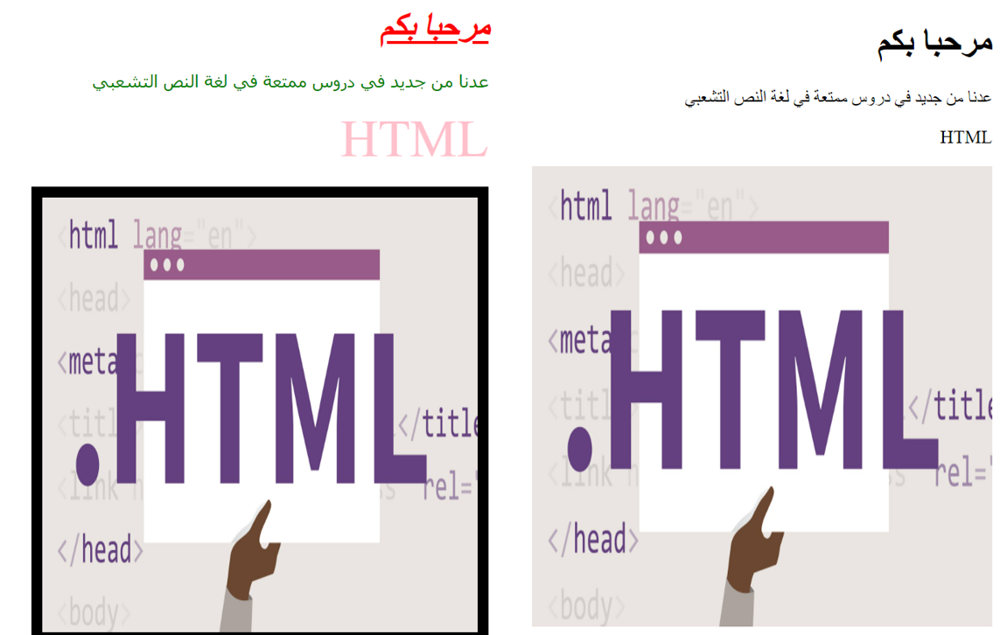 مرحبا بكم
عدنا من جديد في دروس ممتعة في لغة النص التشعبي
HTML
<html lang="en">
<head>
<meta
<titl
</title
<link
rel="
</head>
<body>
.HTML
مرحبا بكم
عدنا من جديد في دروس ممتعة في لغة النص التشعبي
HTML
<html lang="en">
<head>
<meta
<titl
</title
<link
rel="
</head>
<body>
.HTML